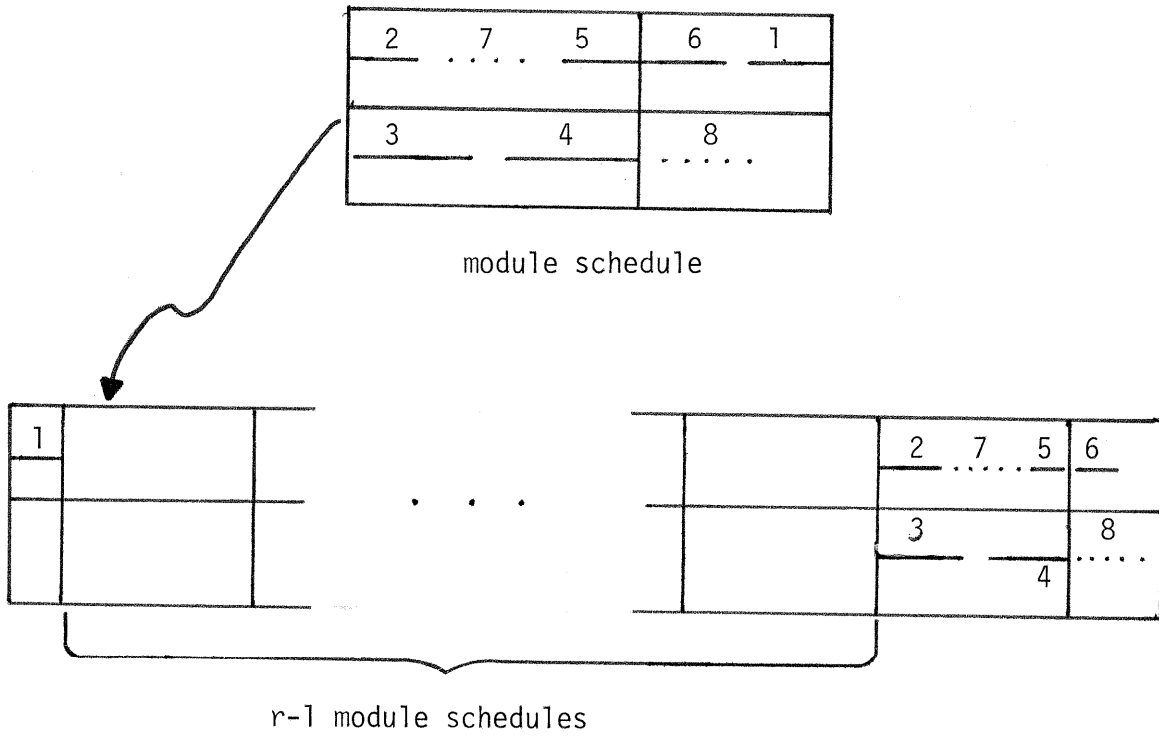 2 7 5 6 1
3 4 8
module schedule
1
2 7 5 6
. . .
3 8
4
r-1 module schedules